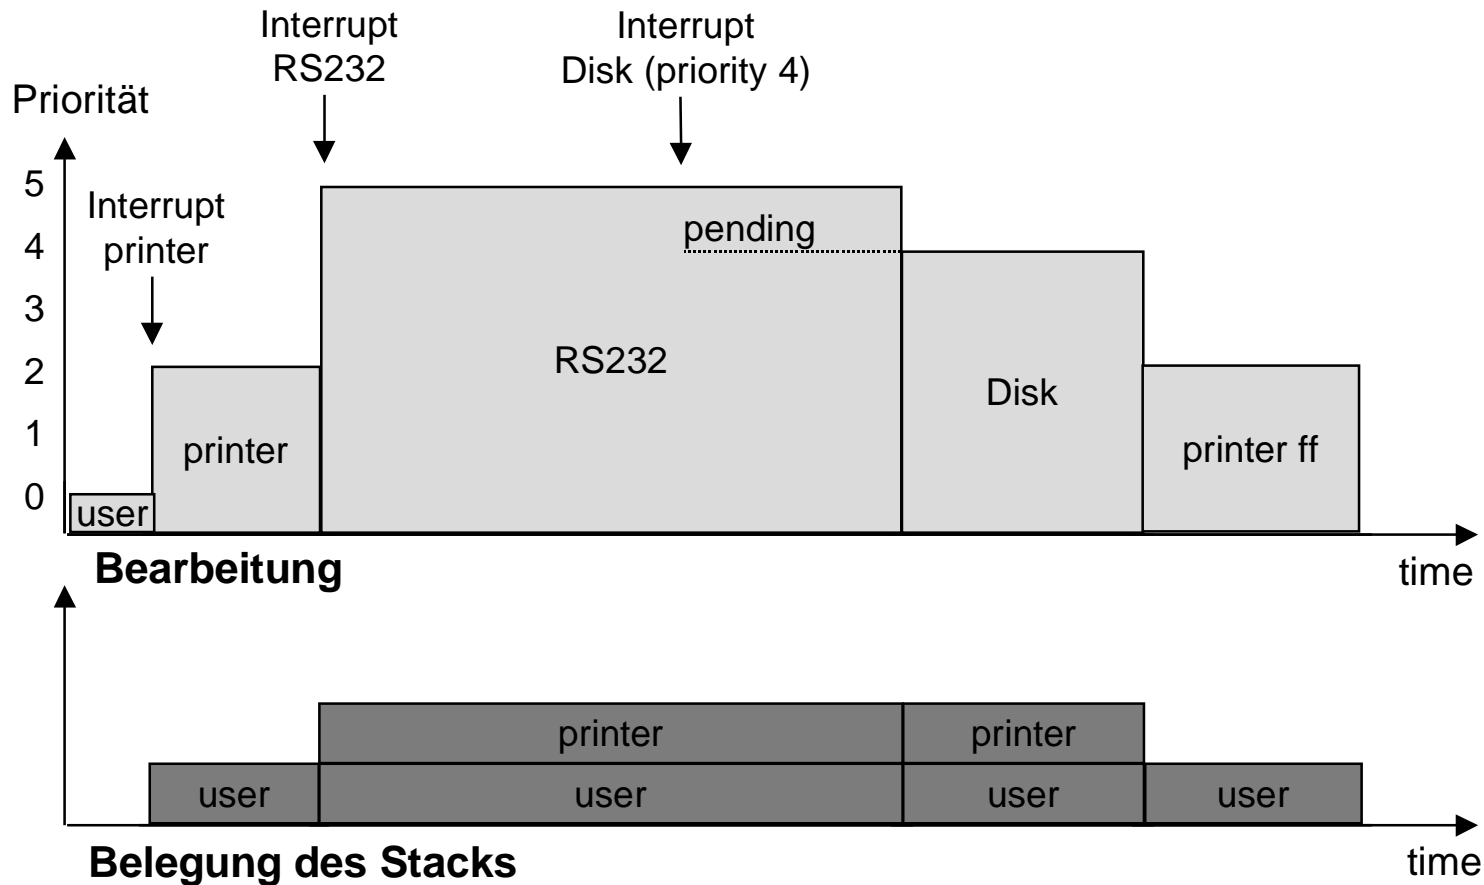 Interrupt
RS232
Interrupt
Disk (priority 4)
Priorität
5
4
3
2
1
0
Interrupt
printer
pending
user
printer
RS232
Disk
printer ff
Bearbeitung
time
printer
printer
user
user
user
user
Belegung des Stacks
time